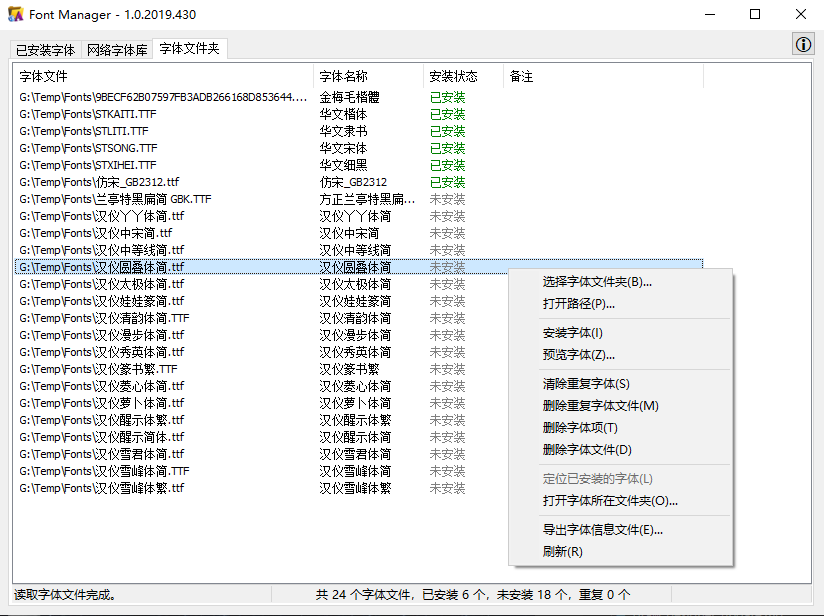 Font Manager - 1.0.2019.430
已安装字体 网络字体库 字体文件夹
字体文件 字体名称 安装状态 备注
G:\Temp\Fonts\9BECF62B07597FB3ADB266168D853644.... 金梅毛楷體 已安装
G:\Temp\Fonts\STKAITI.TTF 华文楷体 已安装
G:\Temp\Fonts\STLITI.TTF 华文隶书 已安装
G:\Temp\Fonts\STSONG.TTF 华文宋体 已安装
G:\Temp\Fonts\STXIHEI.TTF 华文细黑 已安装
G:\Temp\Fonts\仿宋_GB2312.ttf 仿宋_GB2312 已安装
G:\Temp\Fonts\兰亭特黑扁简 GBK.TTF 方正兰亭特黑扁... 未安装
G:\Temp\Fonts\汉仪丫丫体简.ttf 汉仪丫丫体简 未安装
G:\Temp\Fonts\汉仪中宋简.ttf 汉仪中宋简 未安装
G:\Temp\Fonts\汉仪中等线简.ttf 汉仪中等线简 未安装
G:\Temp\Fonts\汉仪圆叠体简.ttf 汉仪圆叠体简 未安装
G:\Temp\Fonts\汉仪太极体简.ttf 汉仪太极体简 未安装
G:\Temp\Fonts\汉仪娃娃篆简.ttf 汉仪娃娃篆简 未安装
G:\Temp\Fonts\汉仪清韵体简.TTF 汉仪清韵体简 未安装
G:\Temp\Fonts\汉仪漫步体简.ttf 汉仪漫步体简 未安装
G:\Temp\Fonts\汉仪秀英体简.ttf 汉仪秀英体简 未安装
G:\Temp\Fonts\汉仪篆书繁.TTF 汉仪篆书繁 未安装
G:\Temp\Fonts\汉仪菱心体简.ttf 汉仪菱心体简 未安装
G:\Temp\Fonts\汉仪萝卜体简.ttf 汉仪萝卜体简 未安装
G:\Temp\Fonts\汉仪醒示体繁.ttf 汉仪醒示体繁 未安装
G:\Temp\Fonts\汉仪醒示简体.ttf 汉仪醒示体简 未安装
G:\Temp\Fonts\汉仪雪君体简.ttf 汉仪雪君体简 未安装
G:\Temp\Fonts\汉仪雪峰体简.TTF 汉仪雪峰体简 未安装
G:\Temp\Fonts\汉仪雪峰体繁.ttf 汉仪雪峰体繁 未安装
选择字体文件夹(B)...
打开路径(P)...
安装字体(I)
预览字体(Z)...
清除重复字体(S)
删除重复字体文件(M)
删除字体项(T)
删除字体文件(D)
定位已安装的字体(L)
打开字体所在文件夹(O)...
导出字体信息文件(E)...
刷新(R)
读取字体文件完成。 共 24 个字体文件，已安装 6 个，未安装 18 个，重复 0 个